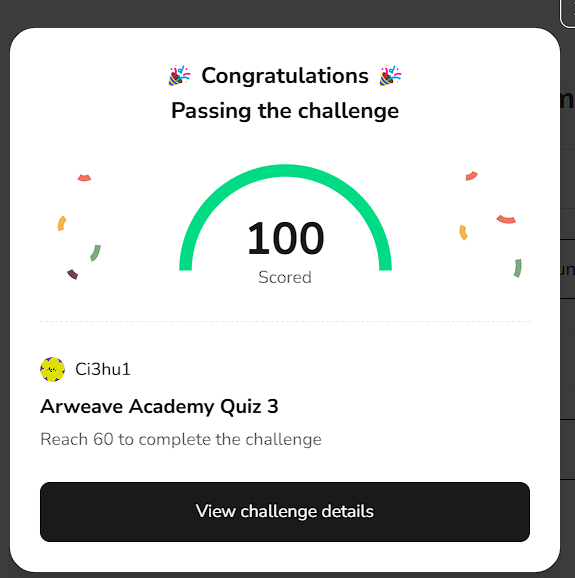 🎉 Congratulations 🎉
Passing the challenge
100
Scored
Ci3hu1
Arweave Academy Quiz 3
Reach 60 to complete the challenge
View challenge details